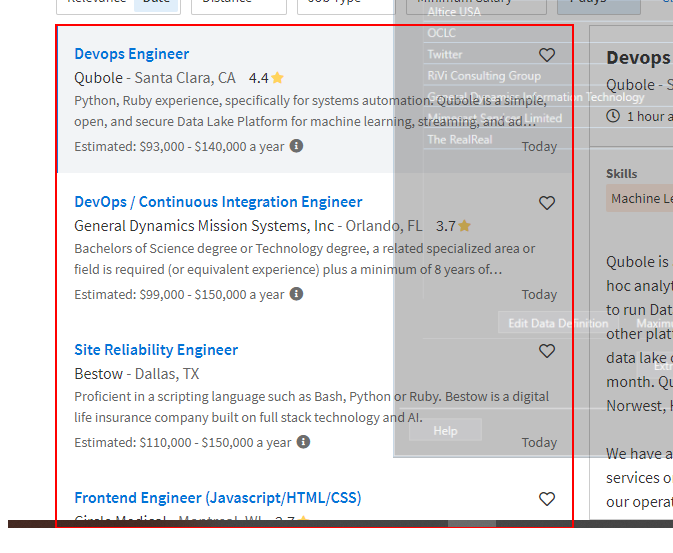 Relevance Date
Distance
Job Type
Minimum Salary
7 days
Altice USA
OCLC
Twitter
RiVi Consulting Group
General Dynamics Information Technology
Services Limited
The RealReal
Devops Engineer
Qubole - Santa Clara, CA 4.4
Python, Ruby experience, specifically for systems automation. Qubole is a simple,
open, and secure Data Lake Platform for machine learning, streaming, and ad…
Estimated: $93,000 - $140,000 a year
Today
DevOps / Continuous Integration Engineer
General Dynamics Mission Systems, Inc - Orlando, FL 3.7
Bachelors of Science degree or Technology degree, a related specialized area or
field is required (or equivalent experience) plus a minimum of 8 years of…
Estimated: $99,000 - $150,000 a year
Today
Site Reliability Engineer
Bestow - Dallas, TX
Proficient in a scripting language such as Bash, Python or Ruby. Bestow is a digital
life insurance company built on full stack technology and AI.
Estimated: $110,000 - $150,000 a year
Today
Frontend Engineer (Javascript/HTML/CSS)
Circle Medical - Montreal, WI 3.7
Edit Data Definition
Maxim
Extr
Help
Devops
Qubole - S
1 hour a
Skills
Machine Le
Qubole is
hoc analyt
to run Dat
other platf
data lake
month. Qu
Norwest, H
We have a
services o
our operat